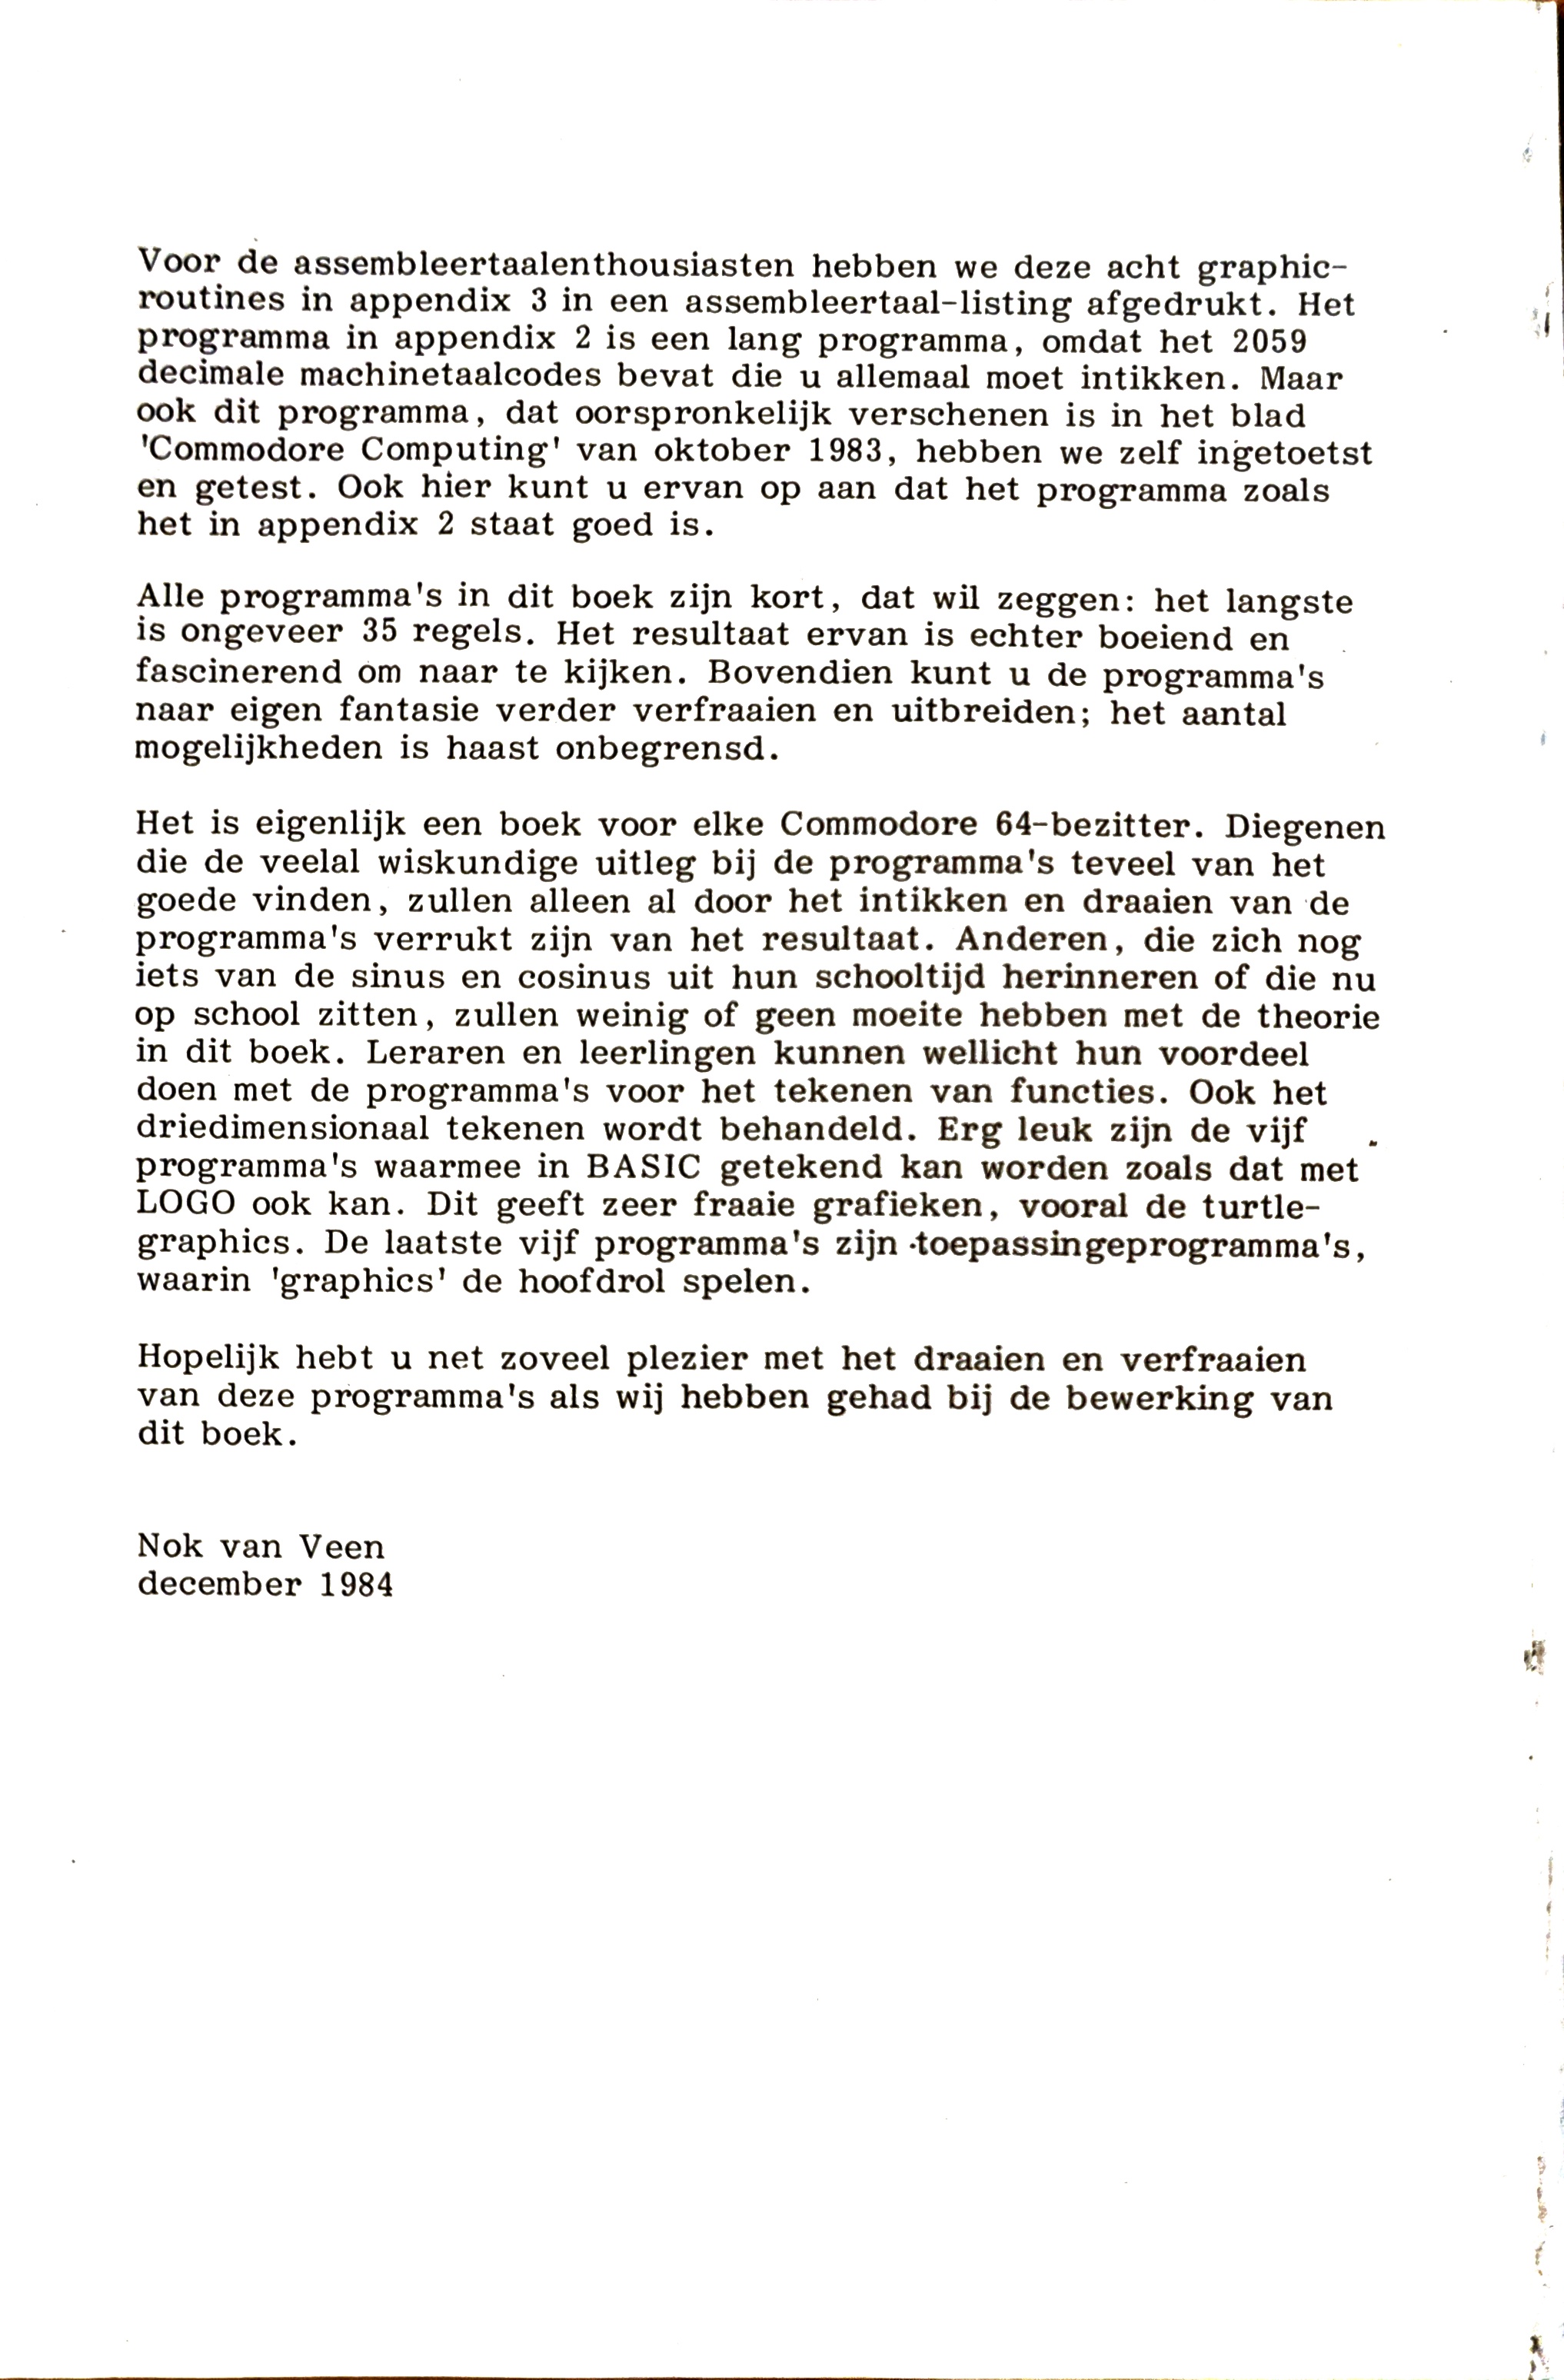 Voor de assembleertaalenthousiasten hebben we deze acht graphic-
routines in appendix 3 in een assembleertaal-listing afgedrukt. Het
programma in appendix 2 is een lang programma, omdat het 2059
decimale machinetaalcodes bevat die u allemaal moet intikken. Maar
ook dit programma, dat oorspronkelijk verschenen is in het blad
'Commodore Computing' van oktober 1983, hebben we zelf ingetoetst
en getest. Ook hier kunt u ervan op aan dat het programma zoals
het in appendix 2 staat goed is.

Alle programma's in dit boek zijn kort, dat wil zeggen: het langste
is ongeveer 35 regels. Het resultaat ervan is echter boeiend en
fascinerend om naar te kijken. Bovendien kunt u de programma's
naar eigen fantasie verder verfraaien en uitbreiden; het aantal
mogelijkheden is haast onbegrensd.

Het is eigenlijk een boek voor elke Commodore 64-bezitter. Diegenen
die de veelal wiskundige uitleg bij de programma's teveel van het
goede vinden, zullen alleen al door het intikken en draaien van de
programma's verrukt zijn van het resultaat. Anderen, die zich nog
iets van de sinus en cosinus uit hun schooltijd herinneren of die nu
op school zitten, zullen weinig of geen moeite hebben met de theorie
in dit boek. Leraren en leerlingen kunnen wellicht hun voordeel
doen met de programma's voor het tekenen van functies. Ook het
driedimensionaal tekenen wordt behandeld. Erg leuk zijn de vijf
programma's waarmee in BASIC getekend kan worden zoals dat met
LOGO ook kan. Dit geeft zeer fraaie grafieken, vooral de turtle-
graphics. De laatste vijf programma's zijn toepassingeprogramma's,
waarin 'graphics' de hoofdrol spelen.

Hopelijk hebt u net zoveel plezier met het draaien en verfraaien
van deze programma's als wij hebben gehad bij de bewerking van
dit boek.

Nok van Veen
december 1984